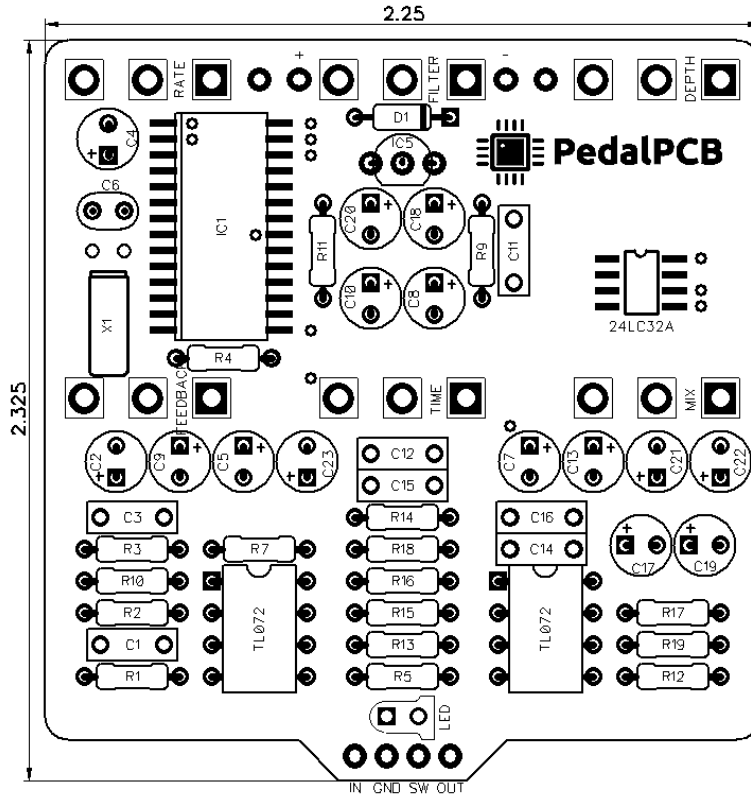 2.25
2.325
RATE
+
FILTER
-
DEPTH
D1
C4
+
IC5
PedalPCB
C6
IC1
C20
+
C18
+
R11
R9
C11
C10
+
C8
+
X1
24LC32A
R4
FEEDBACK
TIME
MIX
C2
+
C9
+
C5
+
C23
+
C12
C15
C7
+
C13
+
C21
+
C22
+
C3
R14
C16
R3
R7
R18
C14
C17
+
C19
+
R10
R16
R2
TL072
R15
TL072
R17
C1
R13
R19
R1
R5
R12
LED
IN GND SW OUT